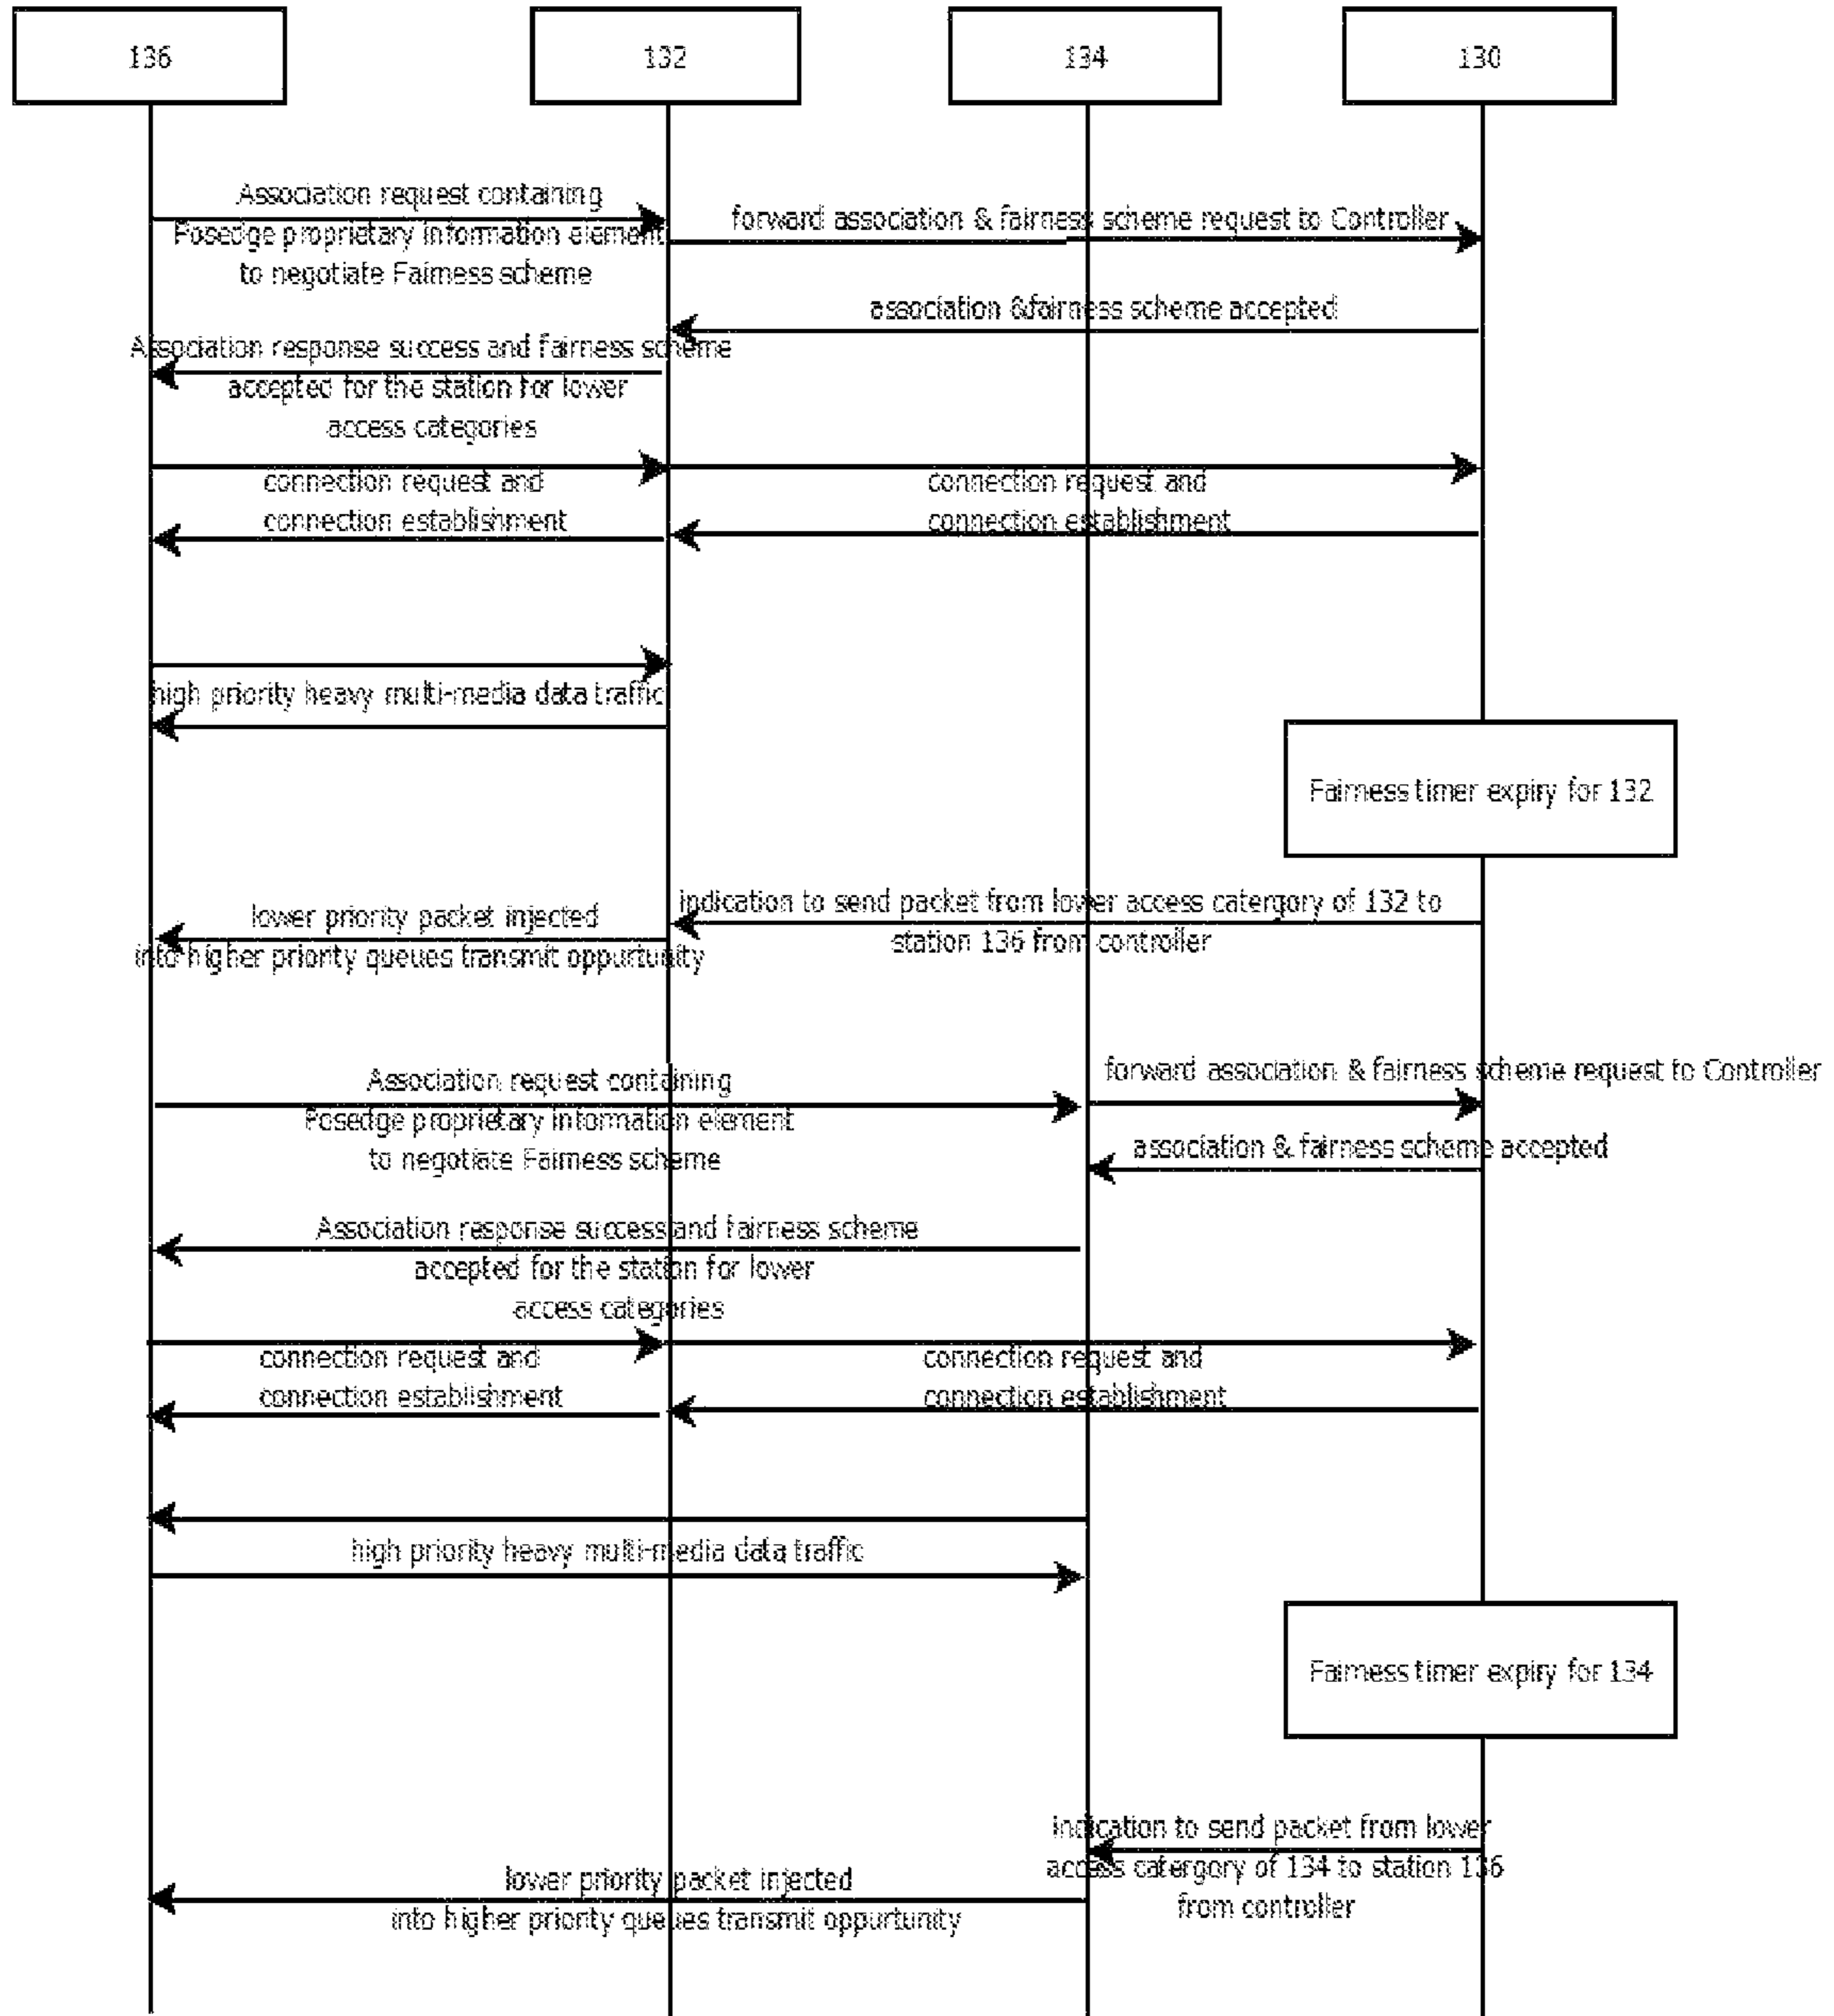 136
132
134
130
Association request containing
Posedge proprietary information element
to negotiate Fairness scheme
forward association & fairness scheme request to Controller
association &fairness scheme accepted
Association response success and fairness scheme
accepted for the station for lower
access categories
connection request and
connection establishment
connection request and
connection establishment
high priority heavy multi-media data traffic
Fairness timer expiry for 132
indication to send packet from lower access catergory of 132 to
station 136 from controller
lower priority packet injected
into higher priority queues transmit oppurtunity
Association request containing
Posedge proprietary information element
to negotiate Fairness scheme
forward association & fairness scheme request to Controller
association & fairness scheme accepted
Association response success and fairness scheme
accepted for the station for lower
access categories
connection request and
connection establishment
connection request and
connection establishment
high priority heavy multi-media data traffic
Fairness timer expiry for 134
indication to send packet from lower
access catergory of 134 to station 136
from controller
lower priority packet injected
into higher priority queues transmit oppurtunity